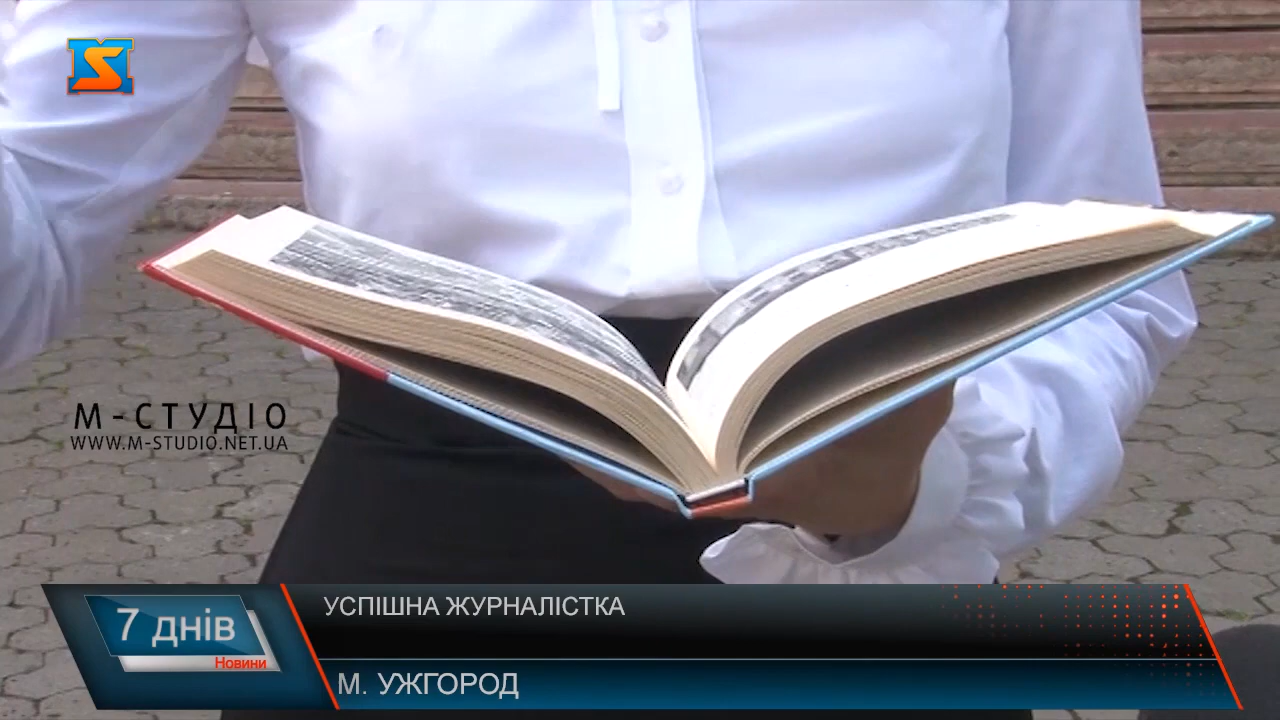 М-СТУДІО
WWW.M-STUDIO.NET.UA
УСПІШНА ЖУРНАЛІСТКА
7 днів
Новини
М. УЖГОРОД